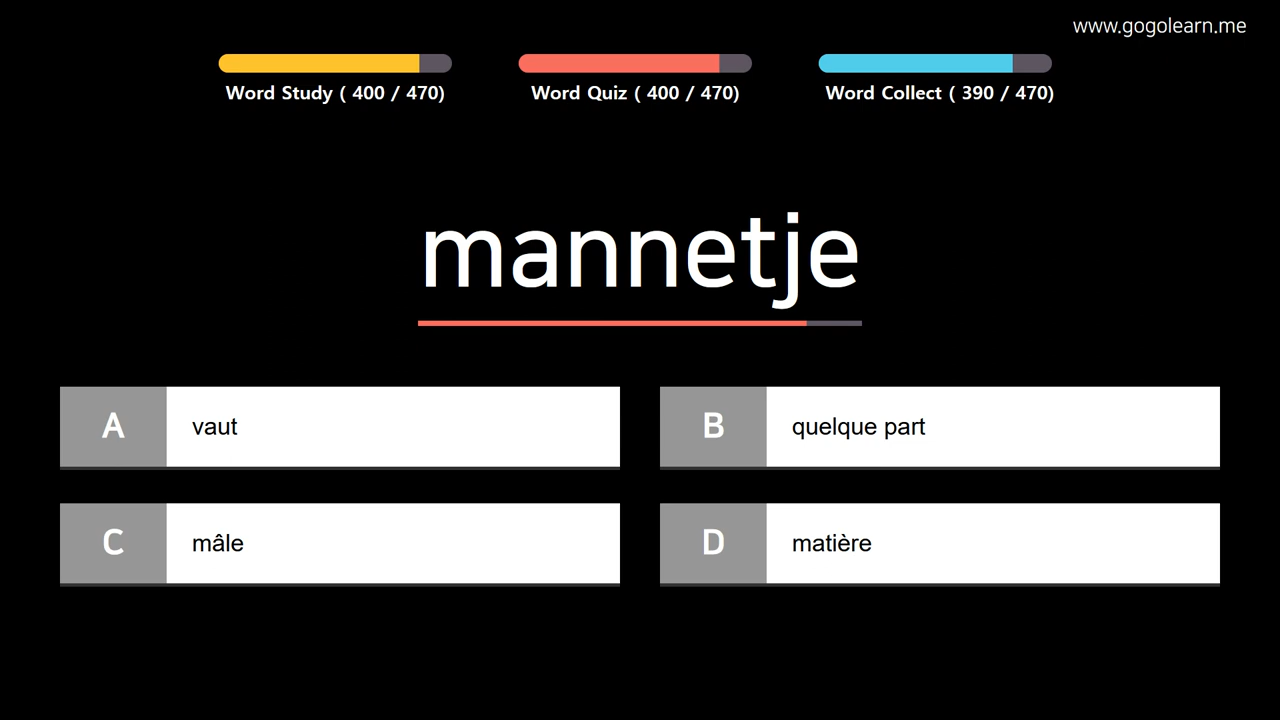 www.gogolearn.me
Word Study ( 400 / 470)
Word Quiz ( 400 / 470)
Word Collect ( 390 / 470)
mannetje
A
vaut
B
quelque part
C
mâle
D
matière